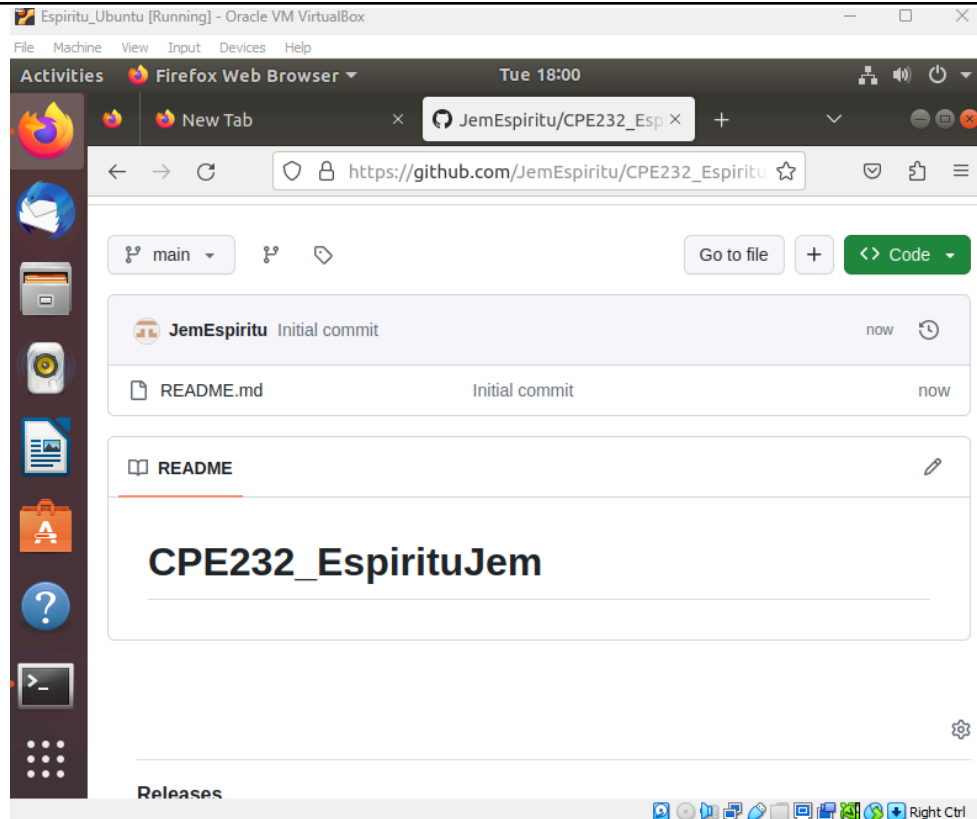 Espiritu_Ubuntu [Running] - Oracle VM VirtualBox
File Machine View Input Devices Help
Activities Firefox Web Browser Tue 18:00
New Tab JemEspiritu/CPE232_Esp
https://github.com/JemEspiritu/CPE232_Espiritu
main Go to file Code
JemEspiritu Initial commit now
README.md Initial commit now
README
CPE232_EspirituJem
Releases
Right Ctrl